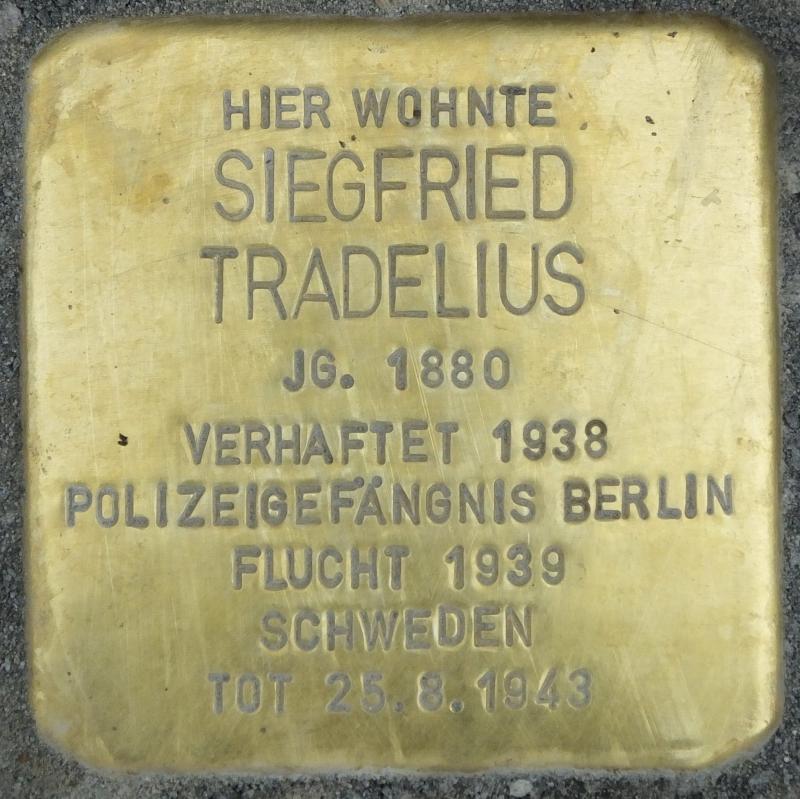 HIER WOHNTE
SIEGFRIED
TRADELIUS
JG. 1880
VERHAFTET 1938
POLIZEIGEFÄNGNIS BERLIN
FLUCHT 1939
SCHWEDEN
TOT 25.8.1943